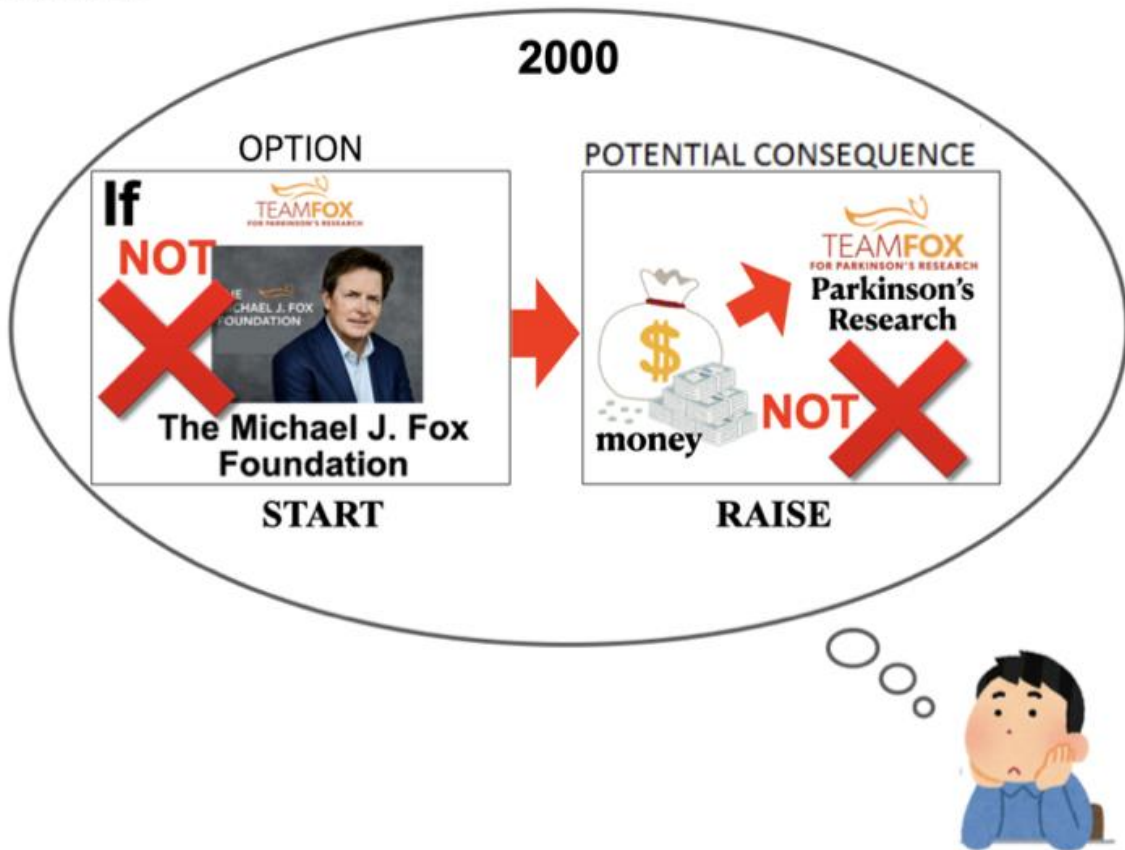 2000
OPTION
If
TEAMFOX
FOR PARKINSON'S RESEARCH
NOT
MICHAEL J. FOX
FOUNDATION
The Michael J. Fox
Foundation
START
POTENTIAL CONSEQUENCE
TEAMFOX
FOR PARKINSON'S RESEARCH
Parkinson's
Research
$
NOT
money
RAISE